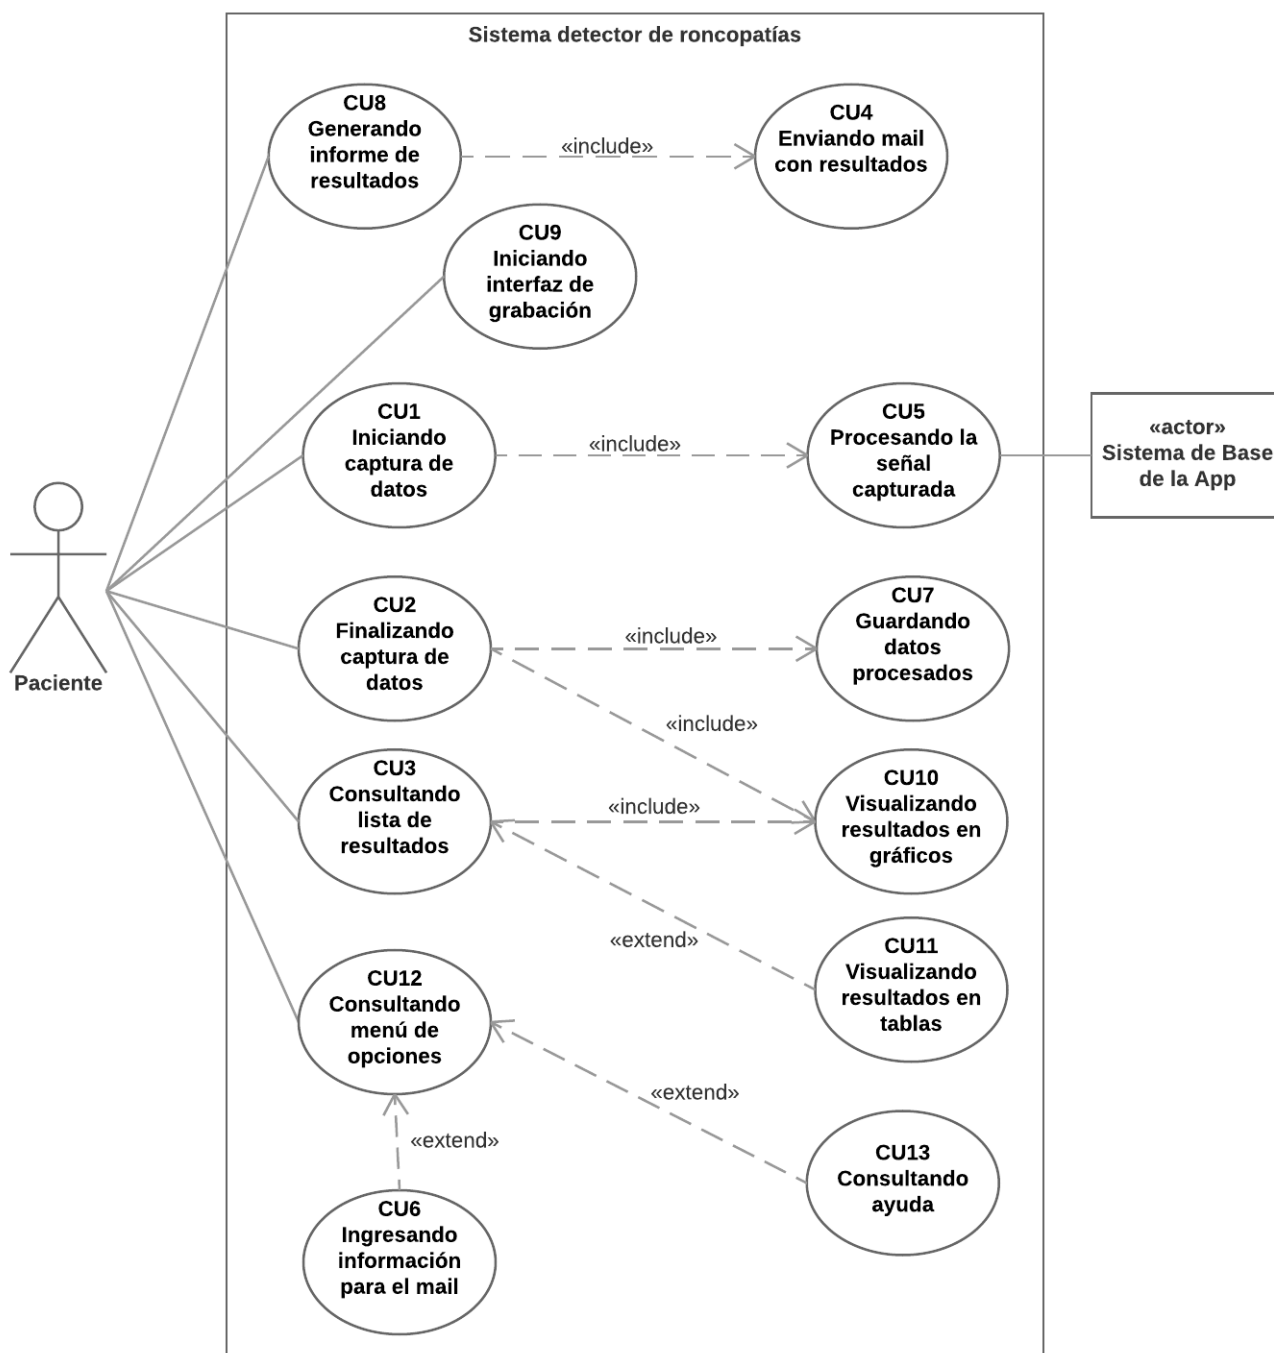 Sistema detector de roncopatías
CU8
Generando
informe de
resultados
«include»
CU4
Enviando mail
con resultados
CU9
Iniciando
interfaz de
grabación
CU1
Iniciando
captura de
datos
«include»
CU5
Procesando la
señal
capturada
«actor»
Sistema de Base
de la App
Paciente
CU2
Finalizando
captura de
datos
«include»
CU7
Guardando
datos
procesados
«include»
CU3
Consultando
lista de
resultados
«include»
CU10
Visualizando
resultados en
gráficos
«extend»
CU11
Visualizando
resultados en
tablas
CU12
Consultando
menú de
opciones
«extend»
«extend»
CU13
Consultando
ayuda
CU6
Ingresando
información
para el mail